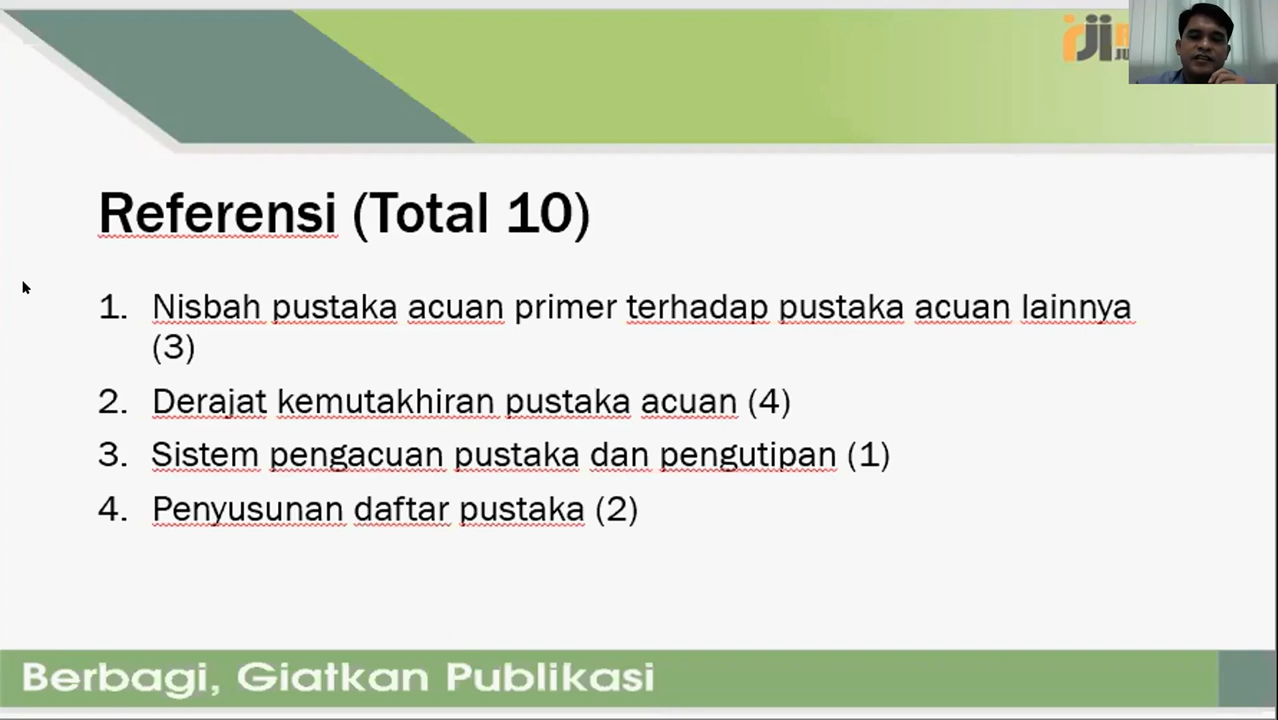 Referensi (Total 10)
1. Nisbah pustaka acuan primer terhadap pustaka acuan lainnya
(3)
2. Derajat kemutakhiran pustaka acuan (4)
3. Sistem pengacuan pustaka dan pengutipan (1)
4. Penyusunan daftar pustaka (2)
Berbagi, Giatkan Publikasi